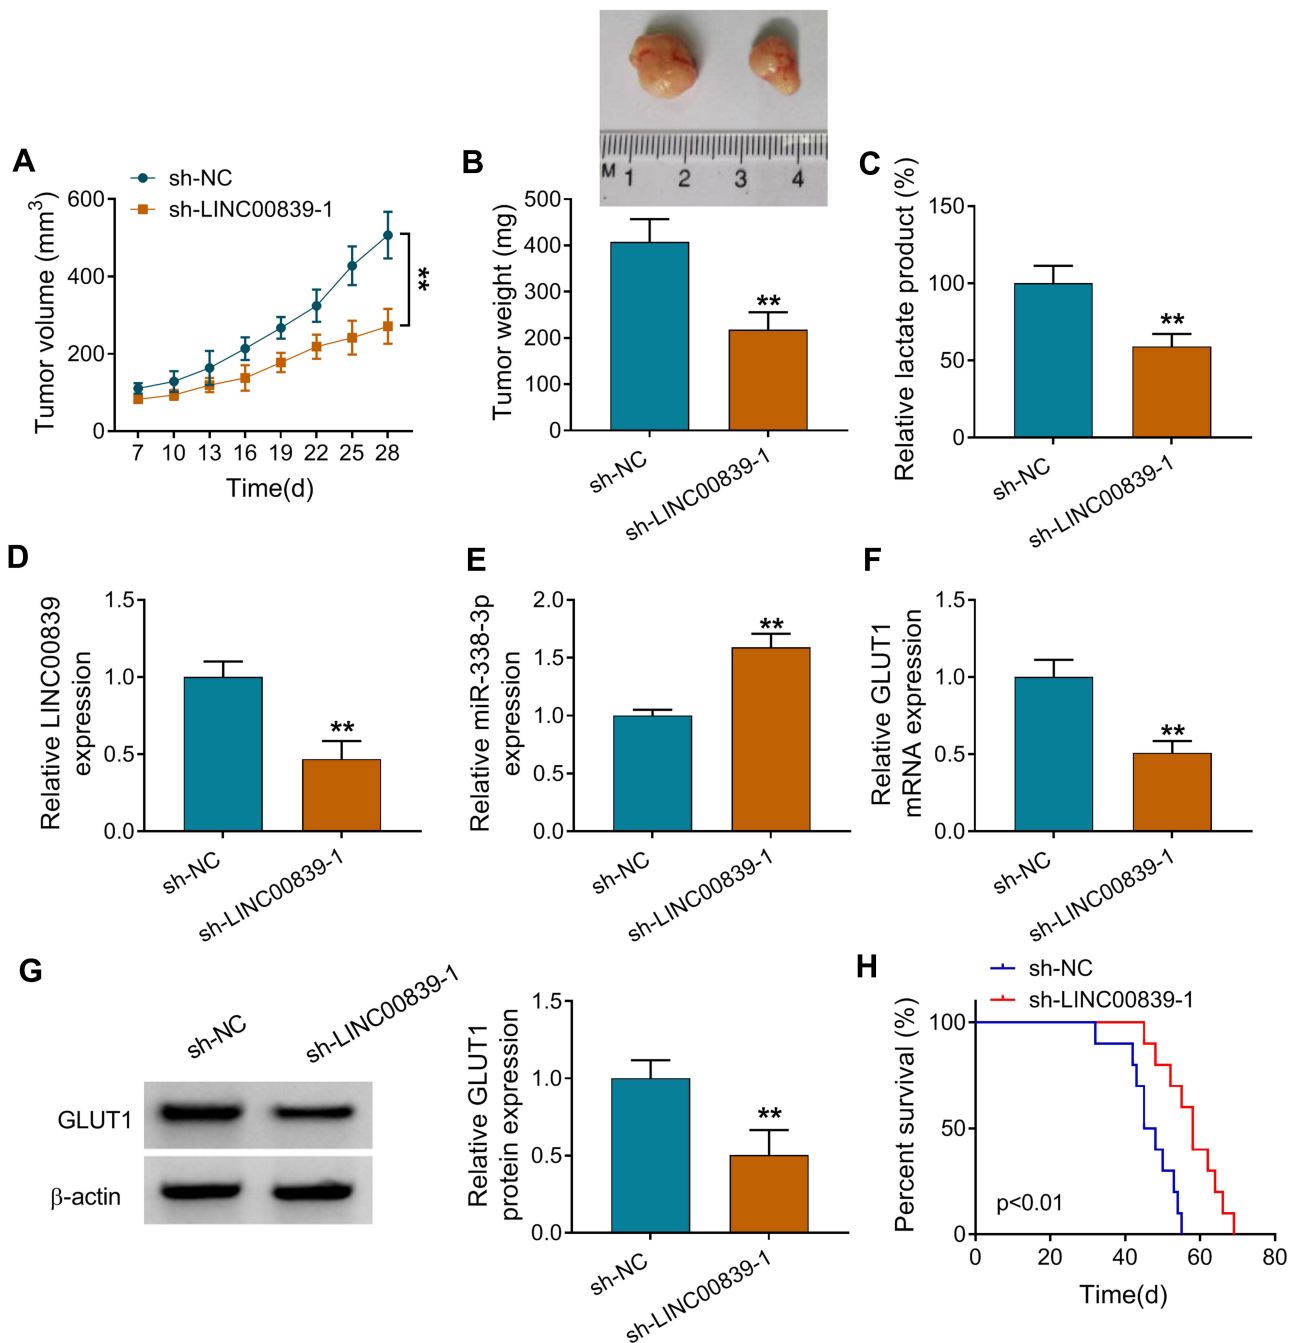 A
sh-NC
sh-LINC00839-1
Tumor volume (mm3)
600
400
200
0
**
7 10 13 16 19 22 25 28
Time(d)
B
M 1 2 3 4
Tumor weight (mg)
500
400
300
200
100
0
**
sh-NC
sh-LINC00839-1
C
Relative lactate product (%)
150
100
50
0
**
sh-NC
sh-LINC00839-1
D
Relative LINC00839
expression
1.5
1.0
0.5
0.0
**
sh-NC
sh-LINC00839-1
E
Relative miR-338-3p
expression
2.0
1.5
1.0
0.5
0.0
**
sh-NC
sh-LINC00839-1
F
Relative GLUT1
mRNA expression
1.5
1.0
0.5
0.0
**
sh-NC
sh-LINC00839-1
G
sh-NC
sh-LINC00839-1
GLUT1
β-actin
Relative GLUT1
protein expression
1.5
1.0
0.5
0.0
**
sh-NC
sh-LINC00839-1
H
sh-NC
sh-LINC00839-1
Percent survival (%)
100
50
0
p<0.01
0 20 40 60 80
Time(d)